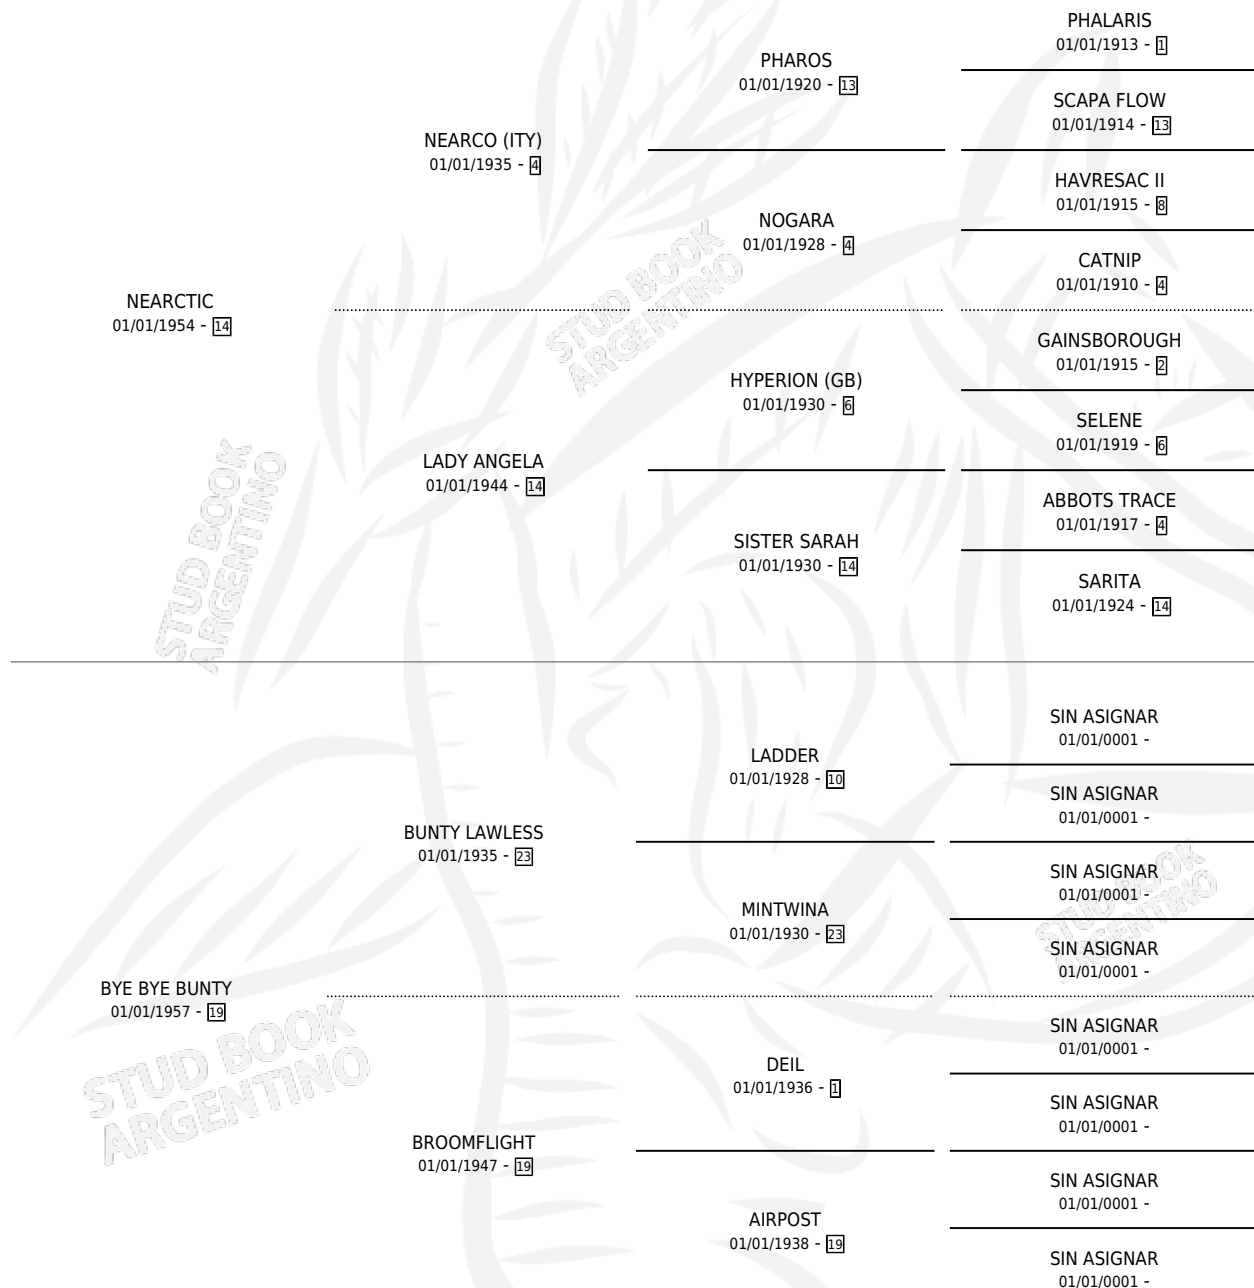 PHALARIS
01/01/1913 - 1
PHAROS
01/01/1920 - 13
SCAPA FLOW
01/01/1914 - 13
NEARCO (ITY)
01/01/1935 - 4
HAVRESAC II
01/01/1915 - 8
NOGARA
01/01/1928 - 4
CATNIP
01/01/1910 - 4
NEARCTIC
01/01/1954 - 14
STUD BOOK
ARGENTINO
GAINSBOROUGH
01/01/1915 - 2
HYPERION (GB)
01/01/1930 - 6
SELENE
01/01/1919 - 6
LADY ANGELA
01/01/1944 - 14
ABBOTS TRACE
01/01/1917 - 4
SISTER SARAH
01/01/1930 - 14
SARITA
01/01/1924 - 14
STUD BOOK
ARGENTINO
SIN ASIGNAR
01/01/0001 -
LADDER
01/01/1928 - 10
SIN ASIGNAR
01/01/0001 -
BUNTY LAWLESS
01/01/1935 - 23
SIN ASIGNAR
01/01/0001 -
MINTWINA
01/01/1930 - 23
SIN ASIGNAR
01/01/0001 -
STUD BOOK
ARGENTINO
BYE BYE BUNTY
01/01/1957 - 19
STUD BOOK
ARGENTINO
SIN ASIGNAR
01/01/0001 -
DEIL
01/01/1936 - 1
SIN ASIGNAR
01/01/0001 -
BROOMFLIGHT
01/01/1947 - 19
SIN ASIGNAR
01/01/0001 -
AIRPOST
01/01/1938 - 19
SIN ASIGNAR
01/01/0001 -